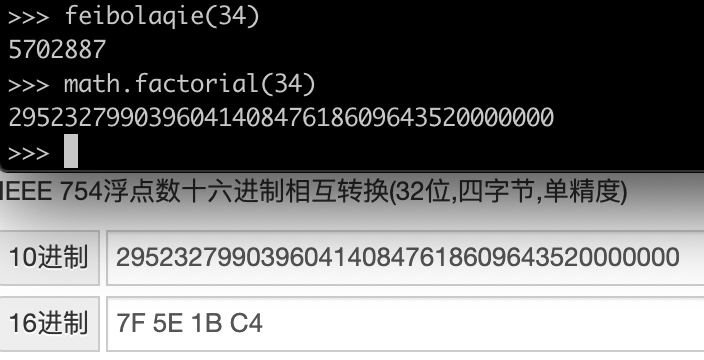 >>> feibolaqie(34)
5702887
>>> math.factorial(34)
295232799039604140847618609643520000000
>>>
IEEE 754浮点数十六进制相互转换(32位,四字节,单精度)
10进制 295232799039604140847618609643520000000
16进制 7F 5E 1B C4